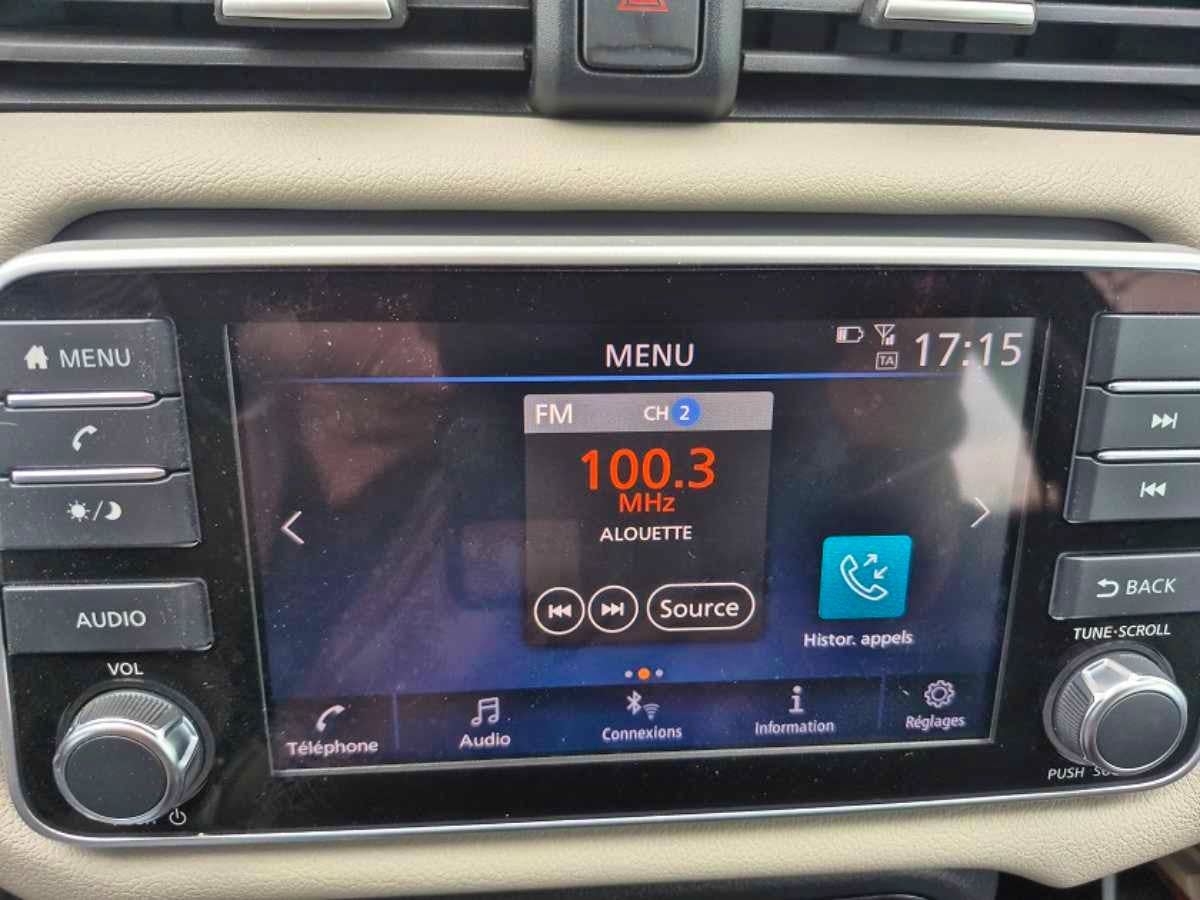 MENU
AUDIO
VOL
MENU
TA
17:15
FM
CH 2
100.3
MHz
ALOUETTE
Source
Histor. appels
Téléphone
Audio
Connexions
Information
Réglages
BACK
TUNE·SCROLL
PUSH